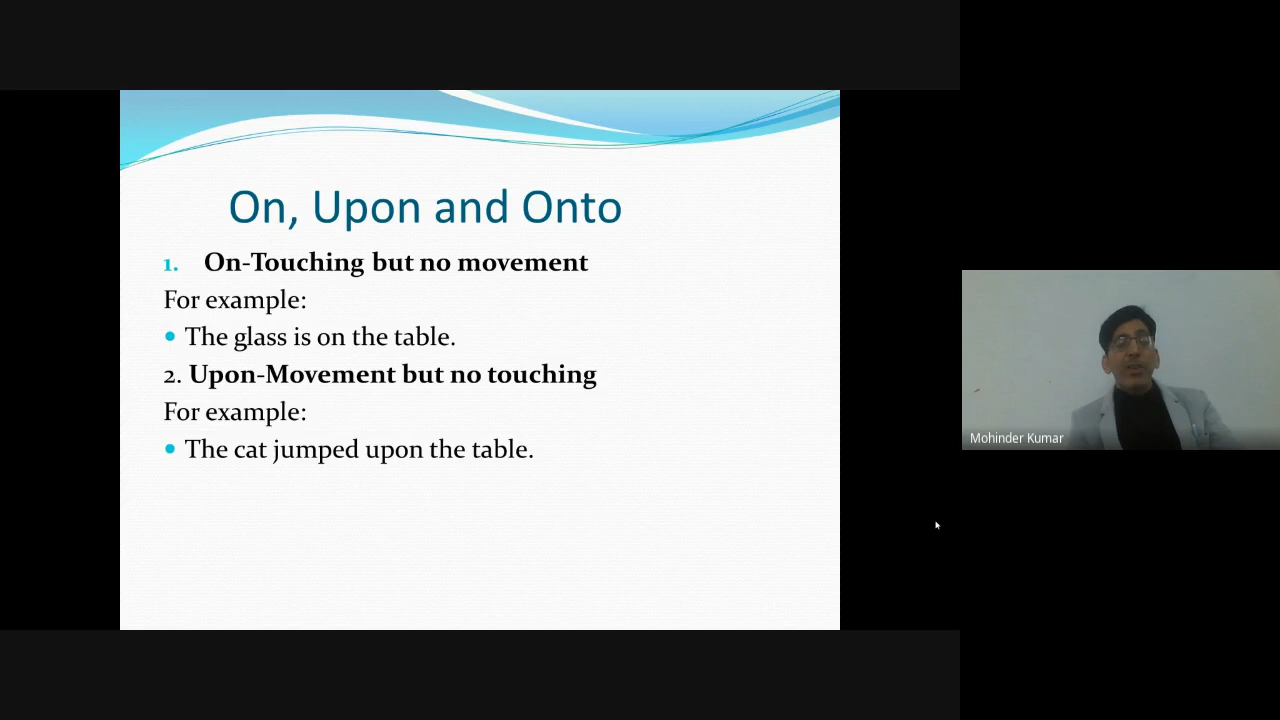 On, Upon and Onto
1. On-Touching but no movement
For example:
• The glass is on the table.
2. Upon-Movement but no touching
For example:
• The cat jumped upon the table.
Mohinder Kumar